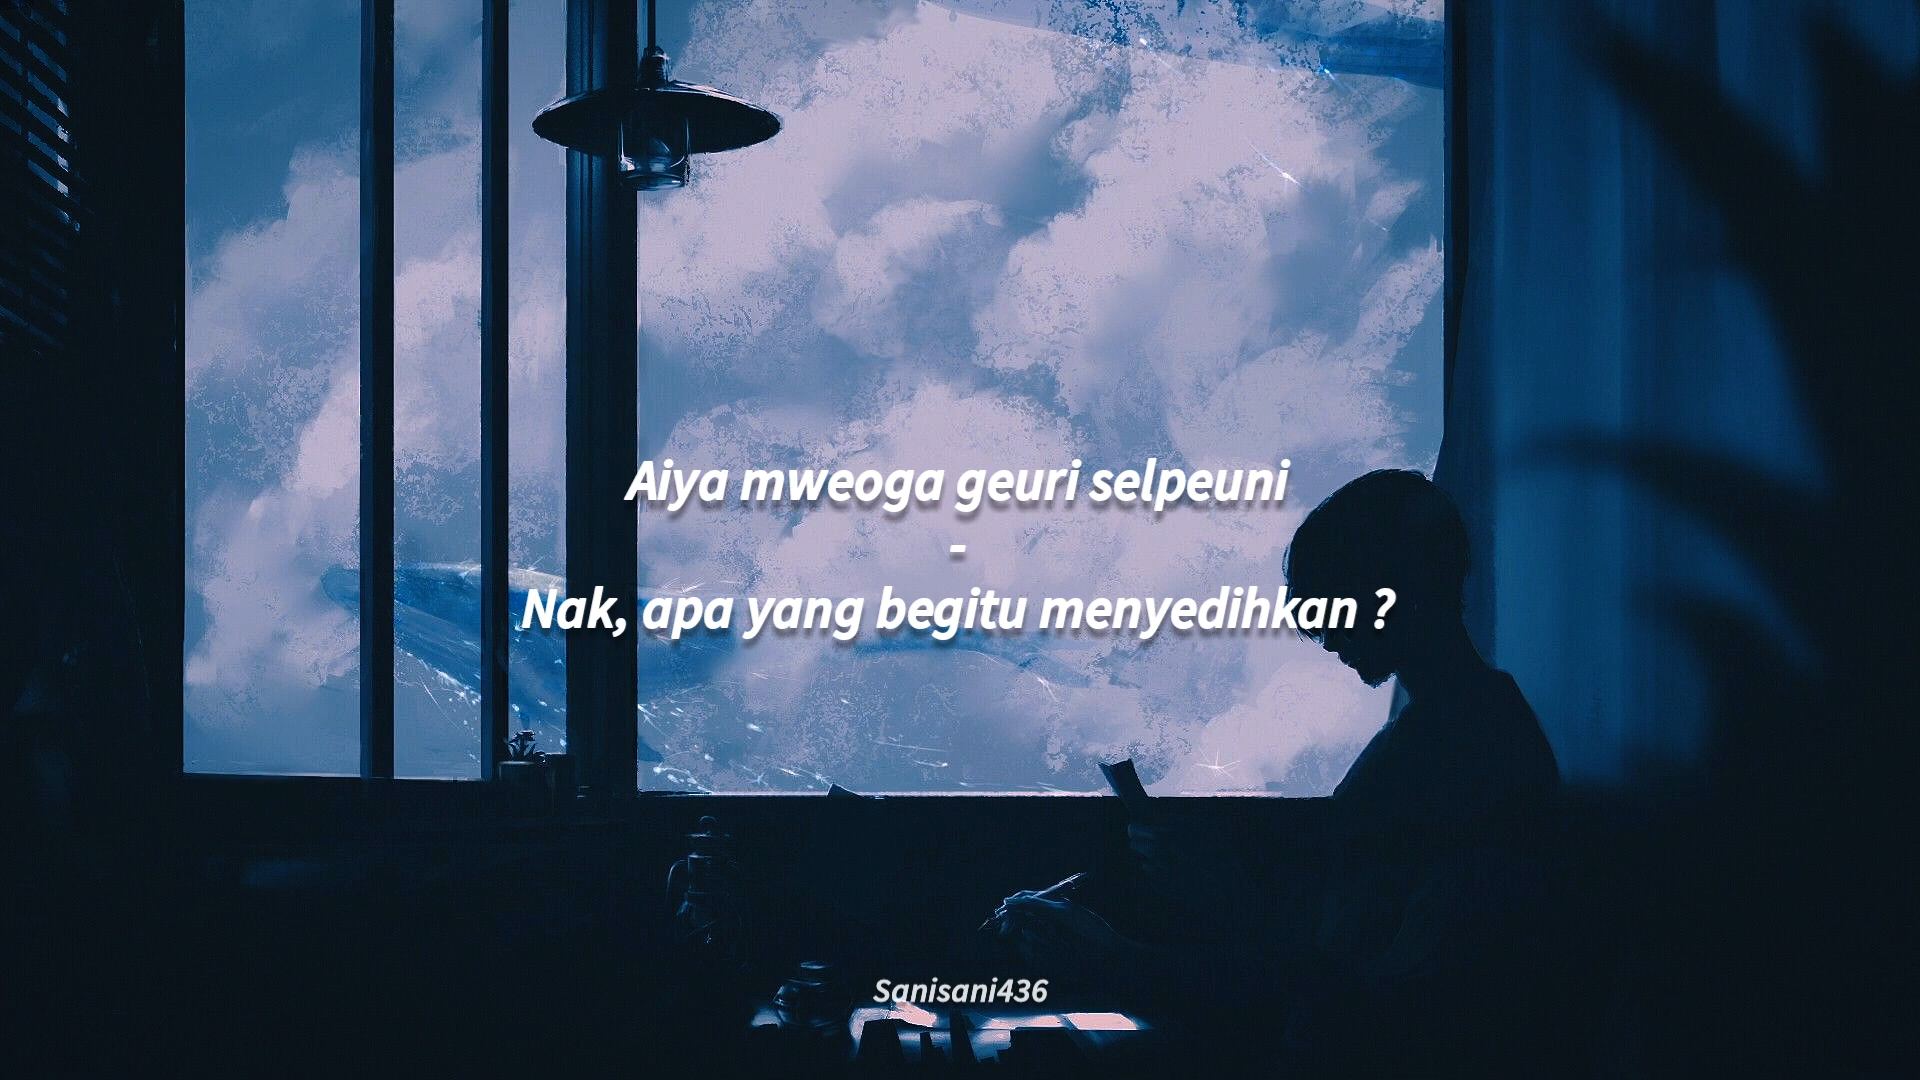 Aiya mweoga geuri selpeuni
-
Nak, apa yang begitu menyedihkan ?
Sanisani436